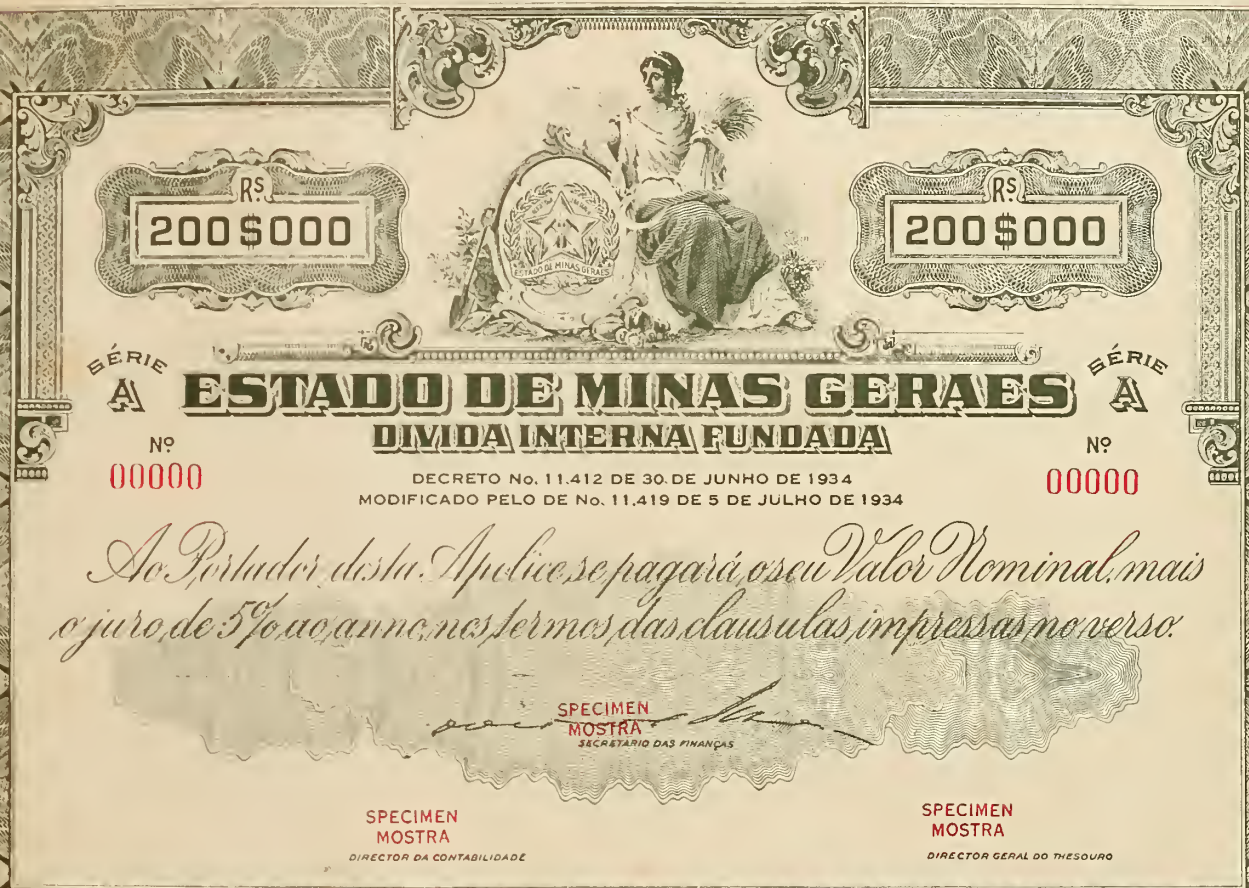 RS.
200$000
RS.
200$000
ESTADO DE MINAS GERAES
SÉRIE
A
SÉRIE
A
ESTADO DE MINAS GERAES
DIVIDA INTERNA FUNDADA
Nº
00000
Nº
00000
DECRETO No. 11.412 DE 30 DE JUNHO DE 1934
MODIFICADO PELO DE No. 11.419 DE 5 DE JULHO DE 1934
Ao Portador desta Apolice se pagará o seu Valor Nominal, mais
o juro de 5% ao anno, nos termos das clausulas impressas no verso.
SPECIMEN
MOSTRA
SECRETARIO DAS FINANÇAS
SPECIMEN
MOSTRA
DIRECTOR DA CONTABILIDADE
SPECIMEN
MOSTRA
DIRECTOR GERAL DO THESOURO